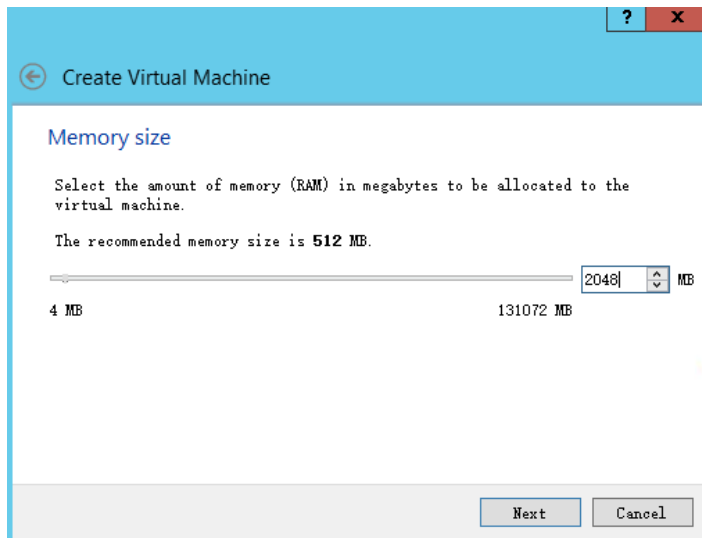 ? x
Create Virtual Machine
Memory size
Select the amount of memory (RAM) in megabytes to be allocated to the
virtual machine.
The recommended memory size is 512 MB.
2048 MB
4 MB 131072 MB
Next Cancel